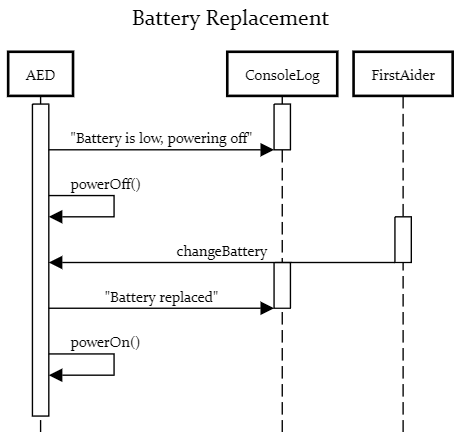 Battery Replacement
AED
ConsoleLog
FirstAider
"Battery is low, powering off"
powerOff()
changeBattery
"Battery replaced"
powerOn()